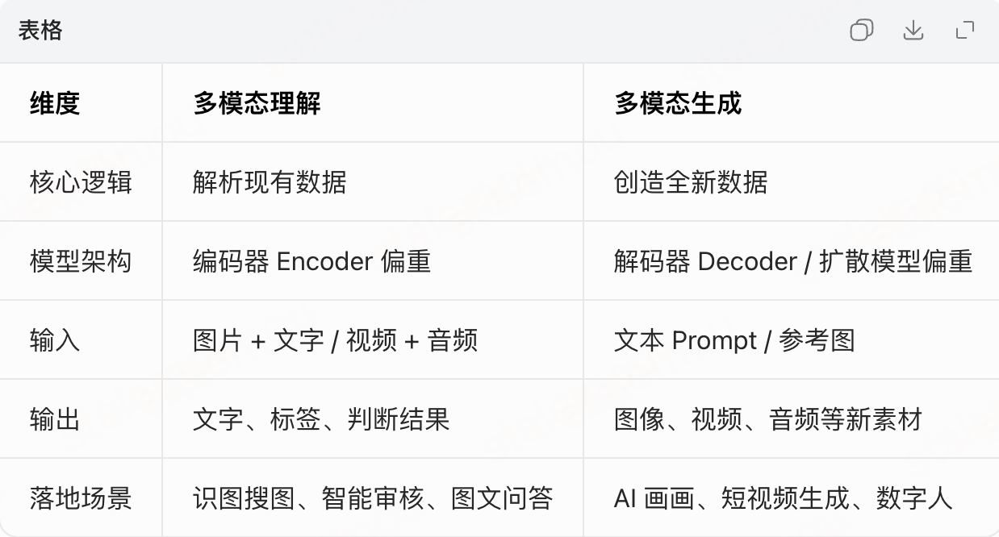 表格
维度 多模态理解 多模态生成
核心逻辑 解析现有数据 创造全新数据
模型架构 编码器 Encoder 偏重 解码器 Decoder / 扩散模型偏重
输入 图片 + 文字 / 视频 + 音频 文本 Prompt / 参考图
输出 文字、标签、判断结果 图像、视频、音频等新素材
落地场景 识图搜图、智能审核、图文问答 AI 画画、短视频生成、数字人